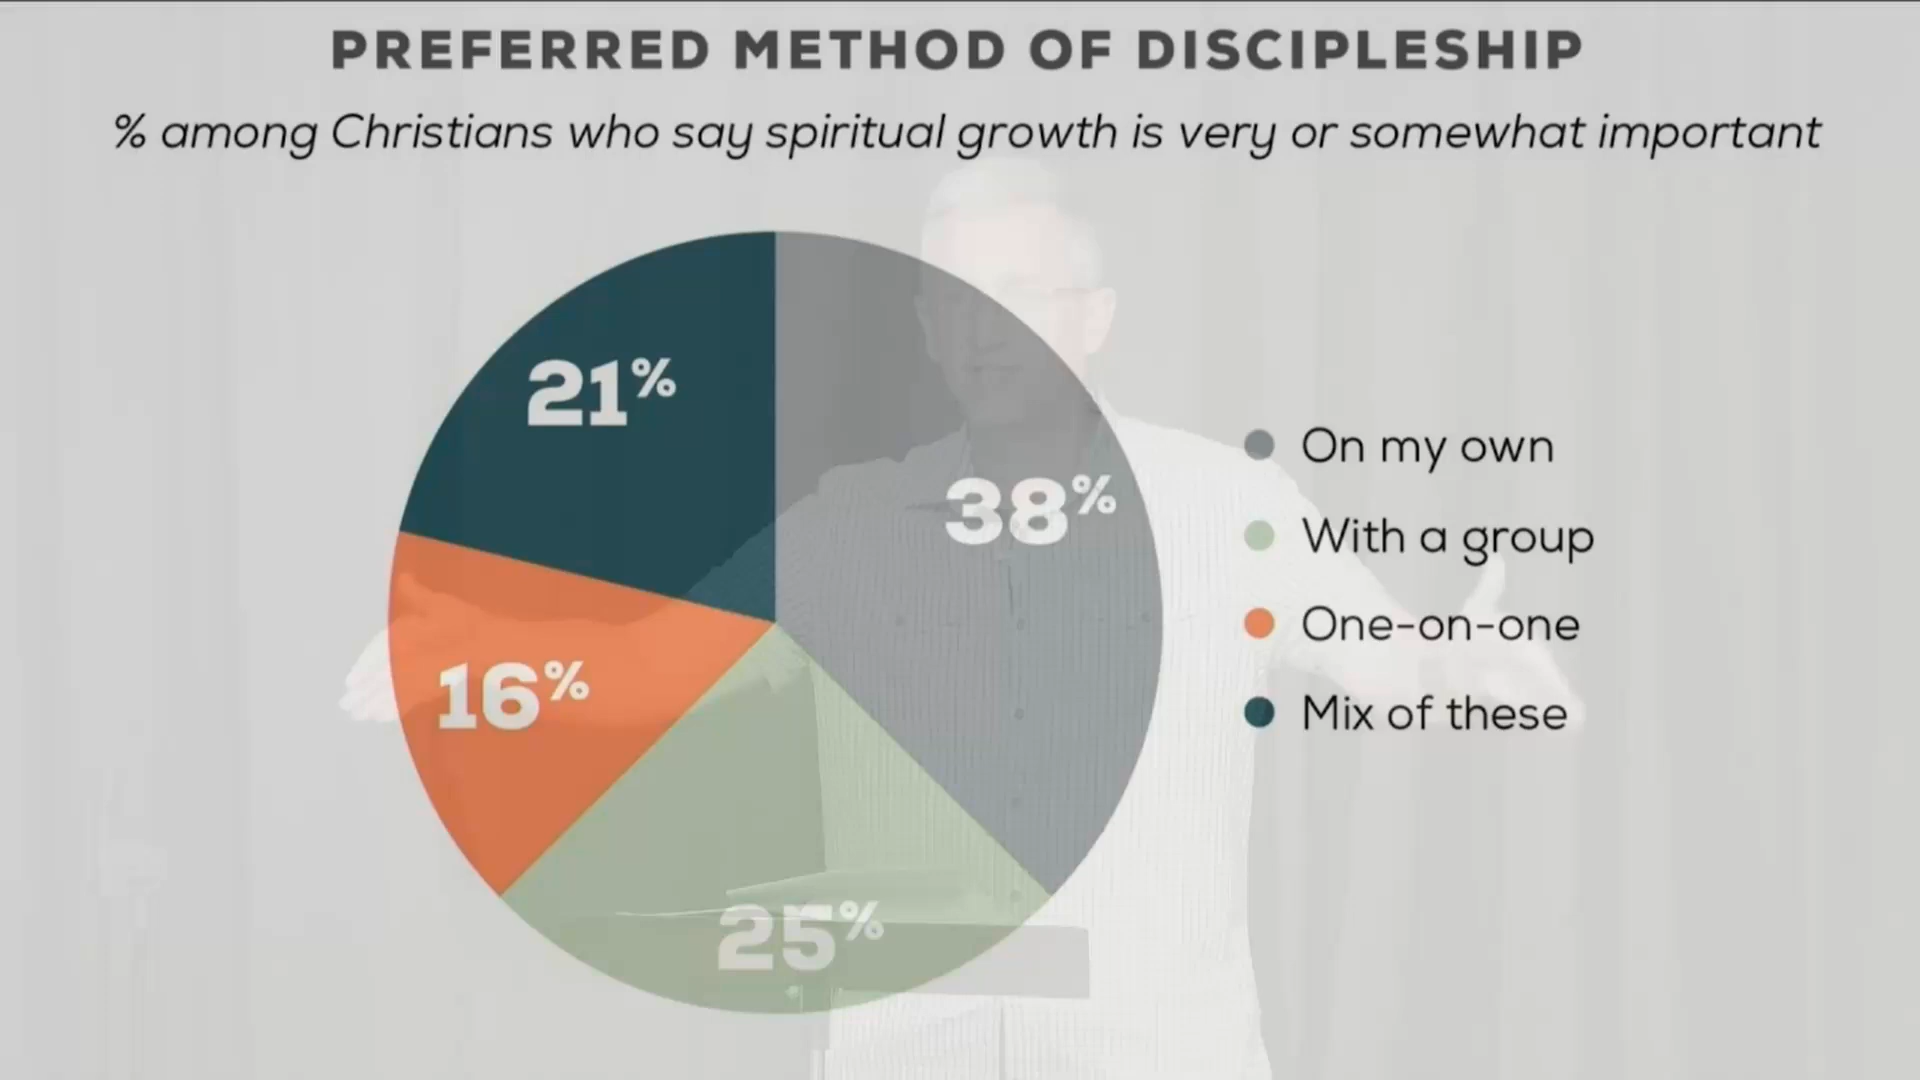 PREFERRED METHOD OF DISCIPLESHIP
% among Christians who say spiritual growth is very or somewhat important
21%
38%
On my own
With a group
One-on-one
16%
Mix of these
25%